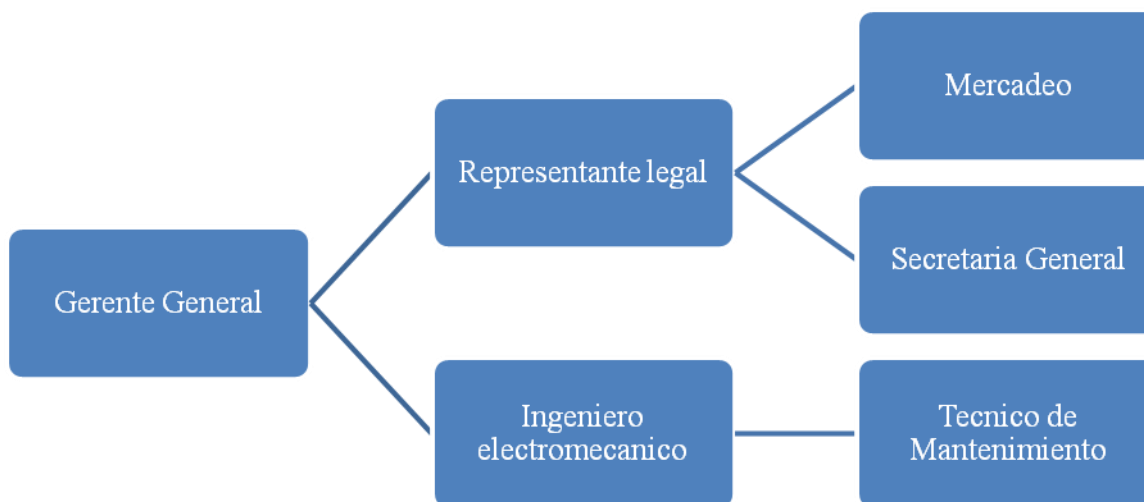 Mercadeo
Representante legal
Secretaria General
Gerente General
Ingeniero
electromecanico
Tecnico de
Mantenimiento